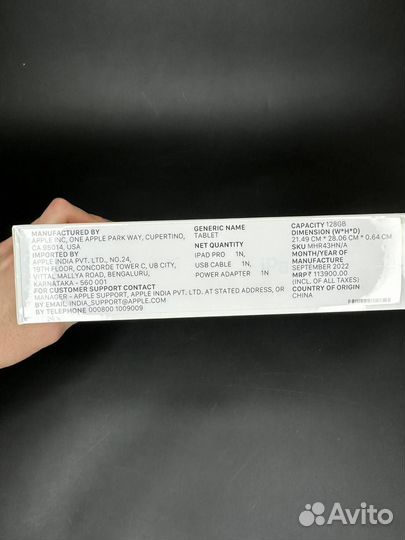 MANUFACTURED BY
APPLE INC, ONE APPLE PARK WAY, CUPERTINO,
CA 95014, USA
IMPORTED BY
APPLE INDIA PVT. LTD., NO.24,
19TH FLOOR, CONCORDE TOWER C, UB CITY,
VITTAL MALLYA ROAD, BENGALURU,
KARNATAKA - 560 001
FOR CUSTOMER SUPPORT CONTACT
MANAGER - APPLE SUPPORT, APPLE INDIA PVT. LTD. AT STATED ADDRESS, OR
BY EMAIL INDIA_SUPPORT@APPLE.COM
BY TELEPHONE 000800 1009009
GENERIC NAME
TABLET
NET QUANTITY
IPAD PRO 1N,
USB CABLE 1N,
POWER ADAPTER 1N
CAPACITY 128GB
DIMENSION (W*H*D)
21.49 CM * 28.06 CM * 0.64 CM
SKU MHR43HN/A
MONTH/YEAR OF
MANUFACTURE
SEPTEMBER 2022
MRP₹ 113900.00
(INCL. OF ALL TAXES)
COUNTRY OF ORIGIN
CHINA
Avito